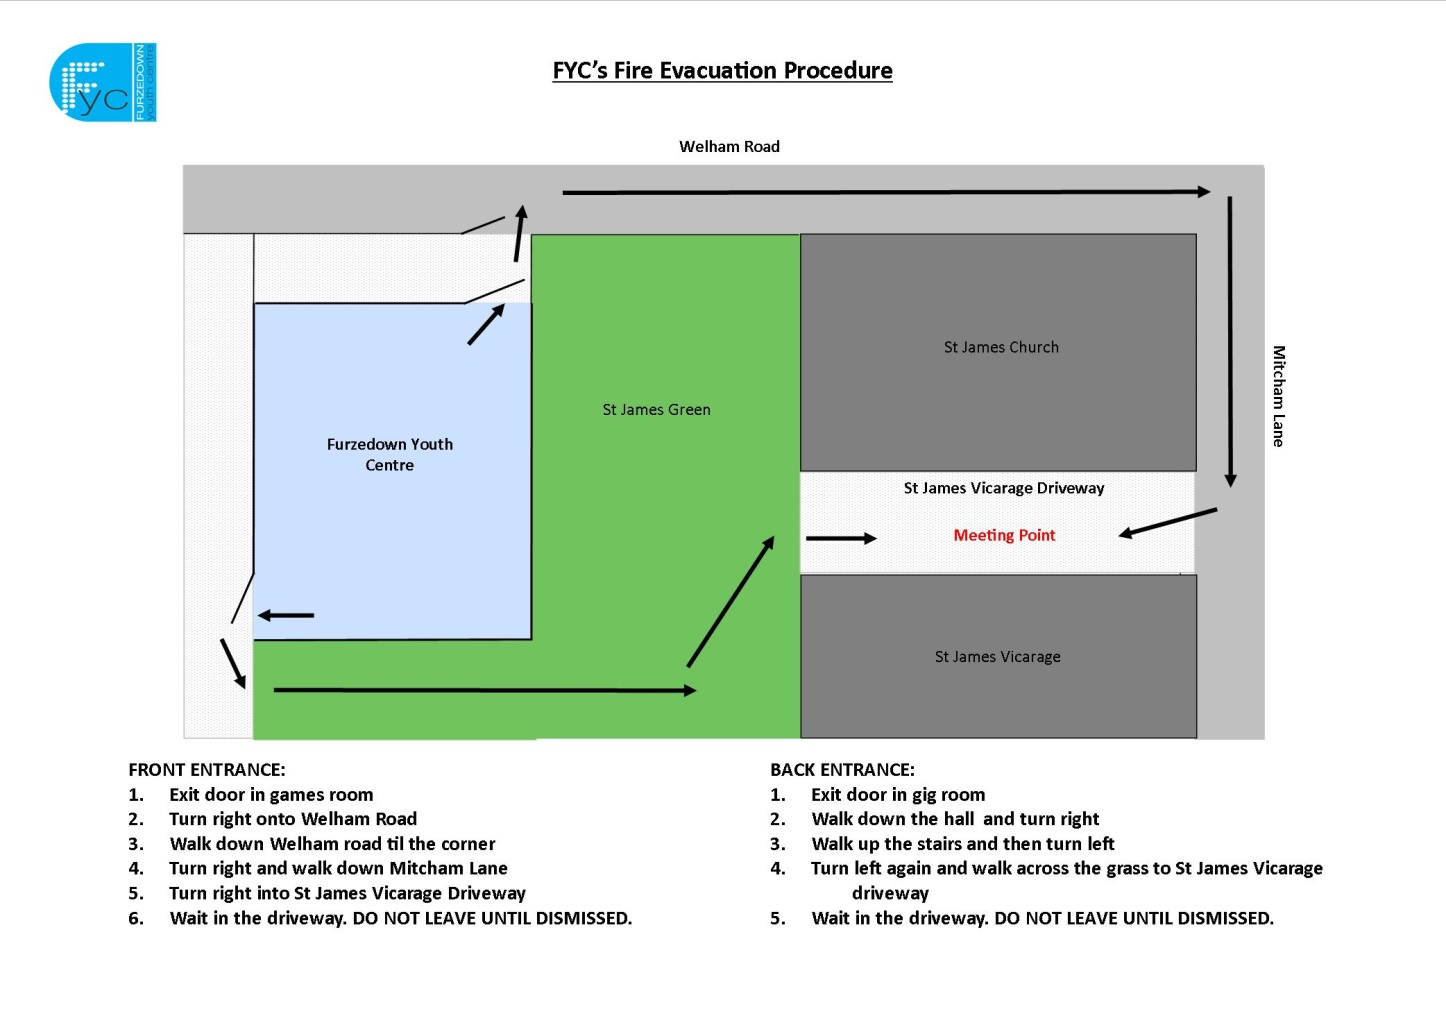 FYC's Fire Evacuation Procedure
Fyc
FURZEDOWN
youth centre
Welham Road
St James Church
Mitcham Lane
St James Green
Furzedown Youth
Centre
St James Vicarage Driveway
Meeting Point
St James Vicarage
FRONT ENTRANCE:
1. Exit door in games room
2. Turn right onto Welham Road
3. Walk down Welham road til the corner
4. Turn right and walk down Mitcham Lane
5. Turn right into St James Vicarage Driveway
6. Wait in the driveway. DO NOT LEAVE UNTIL DISMISSED.
BACK ENTRANCE:
1. Exit door in gig room
2. Walk down the hall and turn right
3. Walk up the stairs and then turn left
4. Turn left again and walk across the grass to St James Vicarage
driveway
5. Wait in the driveway. DO NOT LEAVE UNTIL DISMISSED.